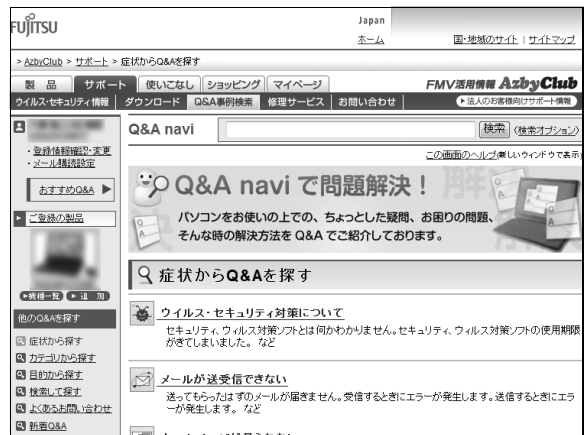 FUJITSU
Japan
ホーム
国・地域のサイト | サイトマップ
> AzbyClub > サポート > 症状からQ&Aを探す
製 品 サポート 使いこなし ショッピング マイページ FMV活用情報 AzbyClub
ウイルス・セキュリティ情報 ダウンロード Q&A事例検索 修理サービス お問い合わせ ▶法人のお客様向けサポート情報
・登録情報確認・変更
・メール購読設定
おすすめQ&A ▶
ご登録の製品
▶機種一覧 ▶追 加
他のQ&Aを探す
症状から探す
カテゴリから探す
目的から探す
検索して探す
よくあるお問い合わせ
新着Q&A
Q&A navi 検索 (検索オプション)
この画面のヘルプ(新しいウィンドウで表示)
Q&A navi で問題解決！
パソコンをお使いの上での、ちょっとした疑問、お困りの問題、
そんな時の解決方法を Q&A でご紹介しております。
症状からQ&Aを探す
ウイルス・セキュリティ対策について
セキュリティ、ウィルス対策ソフトとは何かわかりません。セキュリティ、ウィルス対策ソフトの使用期限
がきてしまいました。 など
メールが送受信できない
送ってもらったはずのメールが届きません。受信するときにエラーが発生します。送信するときにエラ
ーが発生します。 など